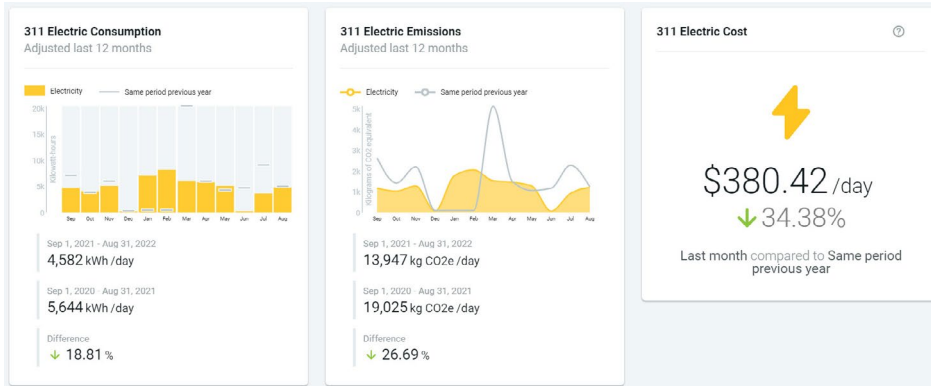 311 Electric Consumption
Adjusted last 12 months
Electricity
Same period previous year
20k
15k
10k
5k
0
Kilowatt-hours
Sep Oct Nov Dec Jan Feb Mar Apr May Jun Jul Aug
Sep 1, 2021 - Aug 31, 2022
4,582 kWh /day
Sep 1, 2020 - Aug 31, 2021
5,644 kWh /day
Difference
18.81 %
311 Electric Emissions
Adjusted last 12 months
Electricity
Same period previous year
5k
4k
3k
2k
1k
0
Kilograms of CO2 equivalent
Sep Oct Nov Dec Jan Feb Mar Apr May Jun Jul Aug
Sep 1, 2021 - Aug 31, 2022
13,947 kg CO2e /day
Sep 1, 2020 - Aug 31, 2021
19,025 kg CO2e /day
Difference
26.69 %
311 Electric Cost
?
$380.42 /day
34.38%
Last month compared to Same period
previous year